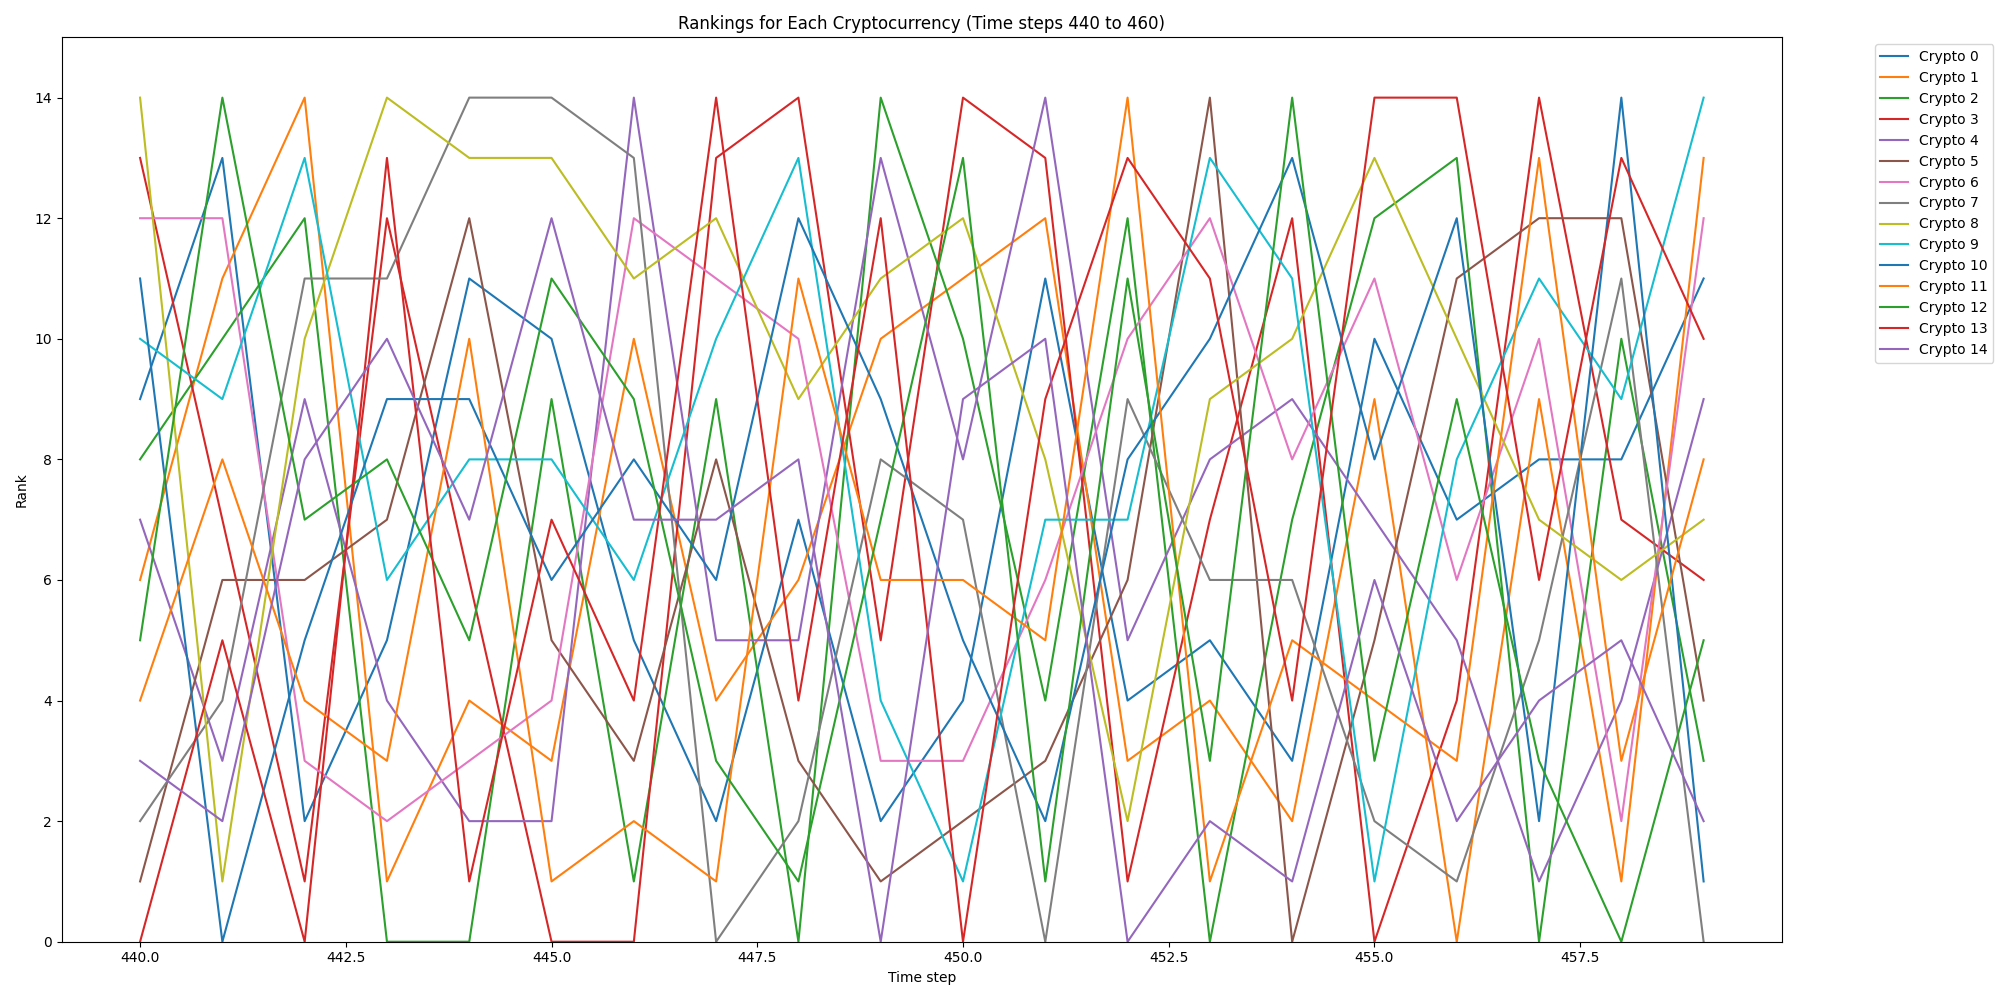 Rankings for Each Cryptocurrency (Time steps 440 to 460)
Rank
14
12
10
8
6
4
2
0
440.0 442.5 445.0 447.5 450.0 452.5 455.0 457.5
Time step
Crypto 0
Crypto 1
Crypto 2
Crypto 3
Crypto 4
Crypto 5
Crypto 6
Crypto 7
Crypto 8
Crypto 9
Crypto 10
Crypto 11
Crypto 12
Crypto 13
Crypto 14